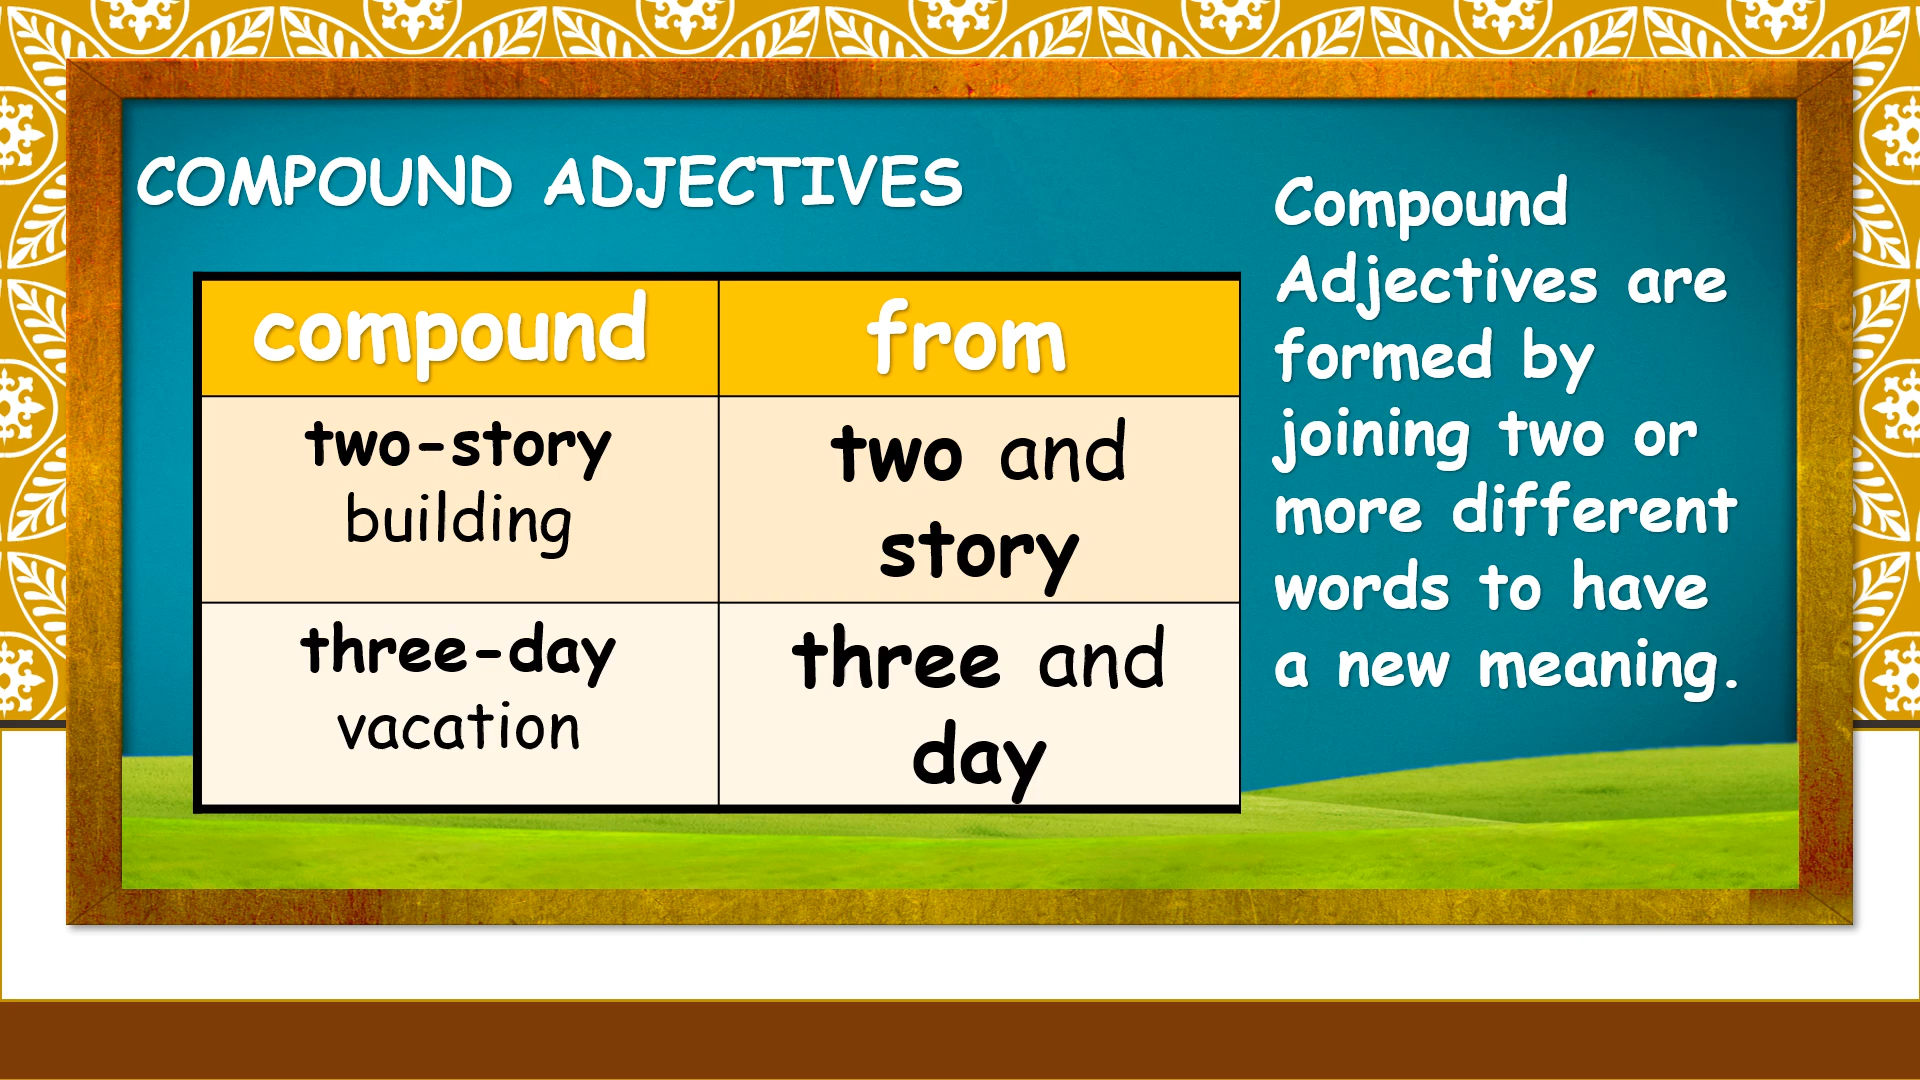 COMPOUND ADJECTIVES
compound
from
two-story
building
two and
story
three-day
vacation
three and
day
Compound
Adjectives are
formed by
joining two or
more different
words to have
a new meaning.